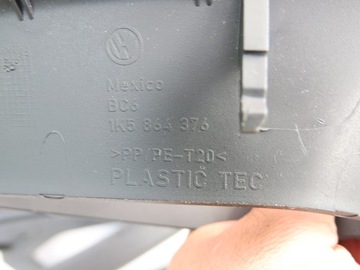 Mexico
BC6
1K5 864 376
>PP/PE-T20<
PLASTIC TEC